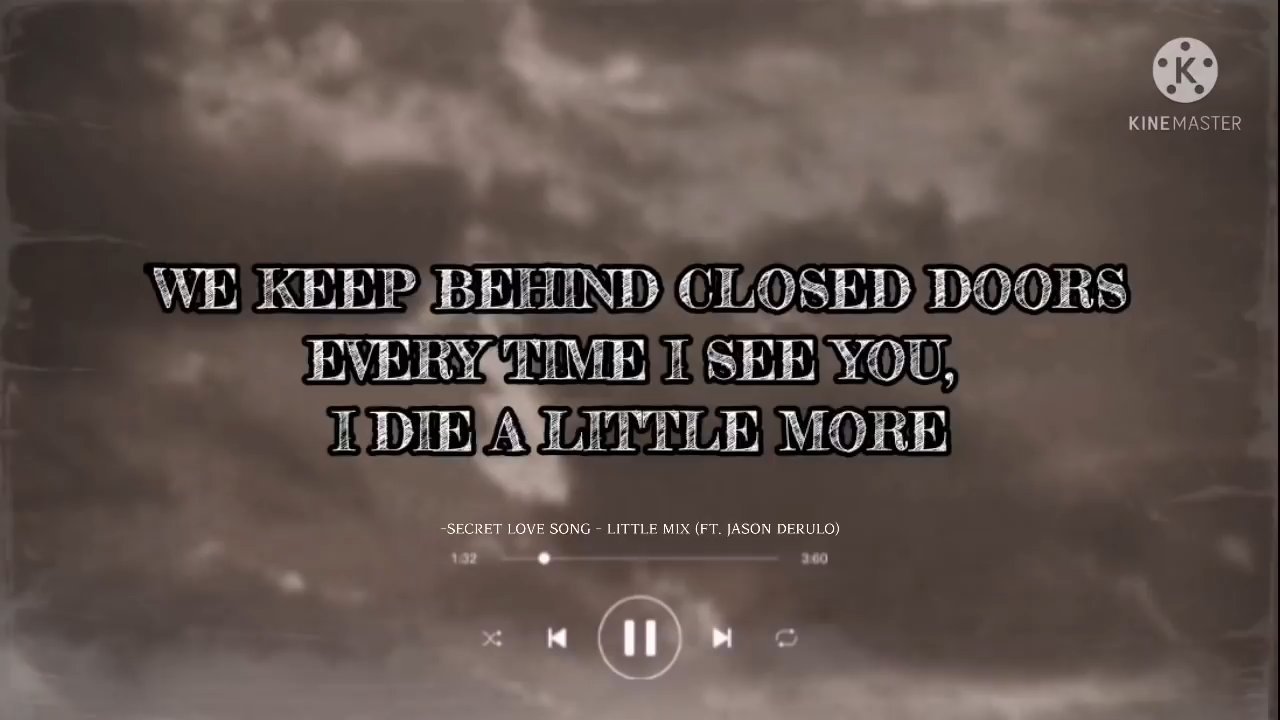 KINEMASTER
WE KEEP BEHIND CLOSED DOORS
EVERY TIME I SEE YOU,
I DIE A LITTLE MORE
-SECRET LOVE SONG - LITTLE MIX (FT. JASON DERULO)
1:32 3:60